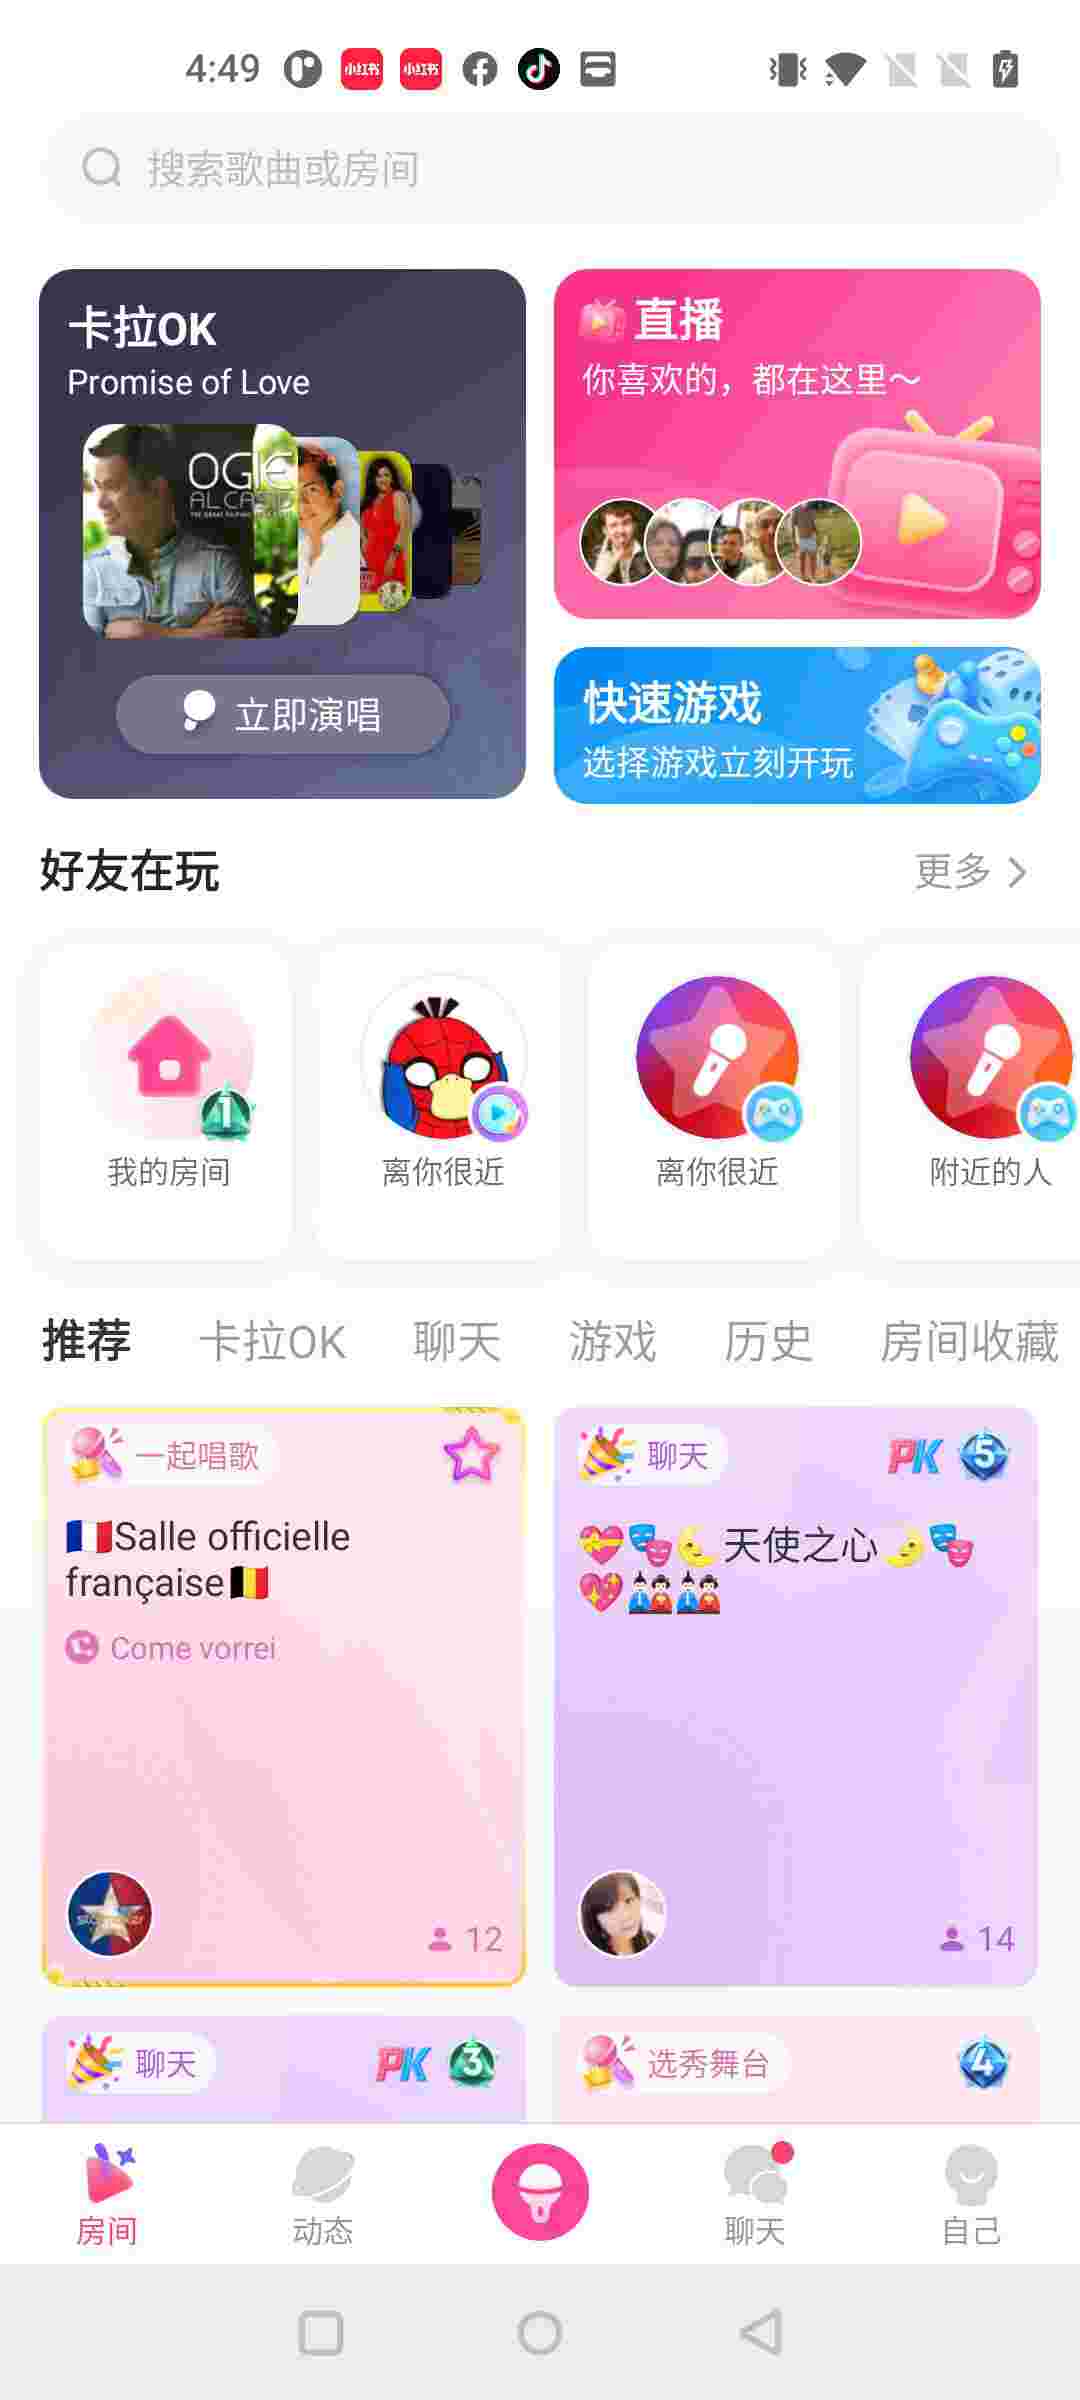 4:49
小红书 小红书
搜索歌曲或房间
卡拉OK
Promise of Love
OGIE
立即演唱
直播
你喜欢的，都在这里～
快速游戏
选择游戏立刻开玩
好友在玩
更多
1
我的房间
离你很近
离你很近
附近的人
推荐 卡拉OK 聊天 游戏 历史 房间收藏
一起唱歌
🇫🇷Salle officielle
française🇧🇪
Come vorrei
12
聊天 PK 5
💝🎭🌜天使之心🌛🎭
💖🎎🎎
14
聊天 PK 3
选秀舞台 4
房间 动态 聊天 自己